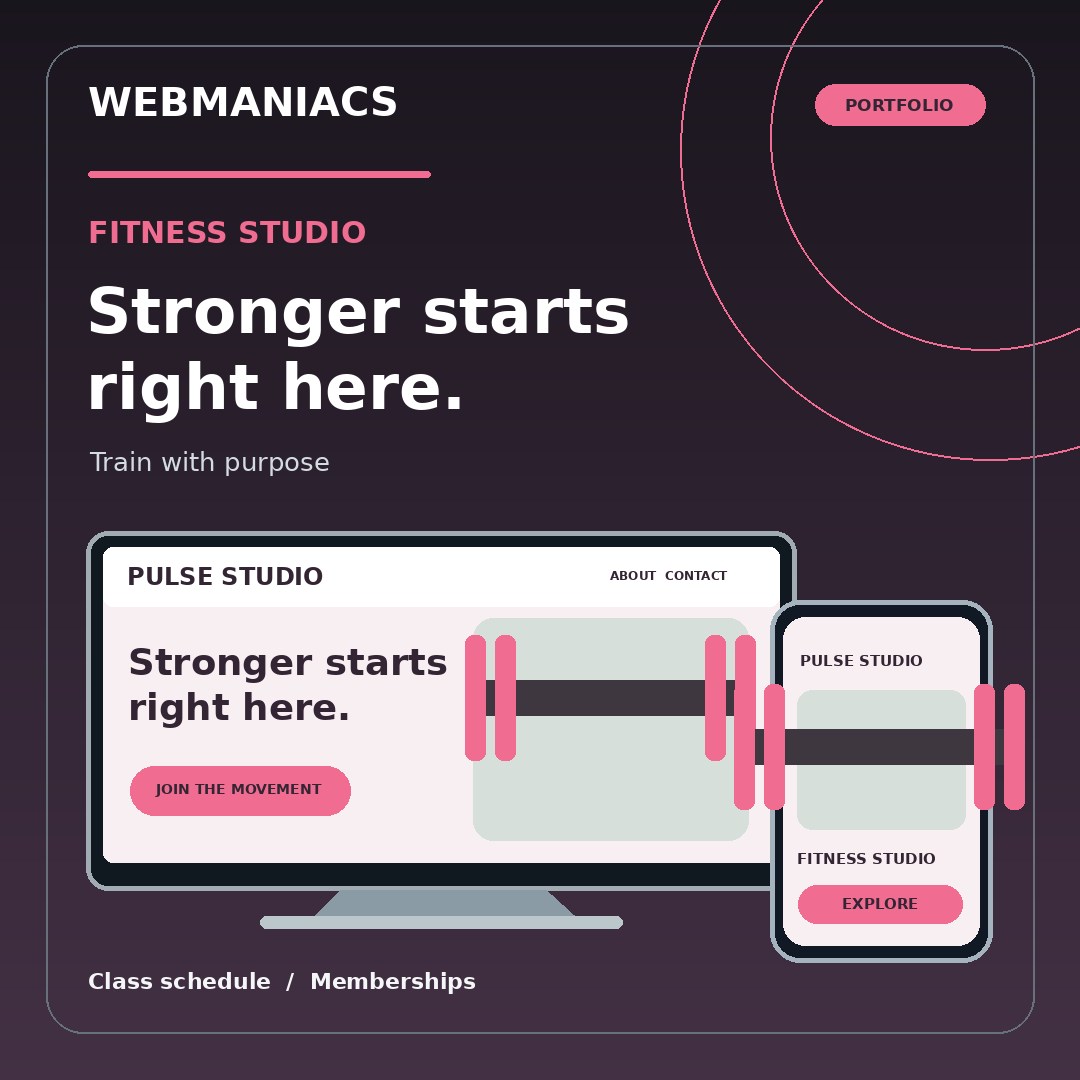 WEBMANIACS
PORTFOLIO
FITNESS STUDIO
Stronger starts
right here.
Train with purpose
PULSE STUDIO
ABOUT CONTACT
Stronger starts
right here.
JOIN THE MOVEMENT
PULSE STUDIO
FITNESS STUDIO
EXPLORE
Class schedule / Memberships